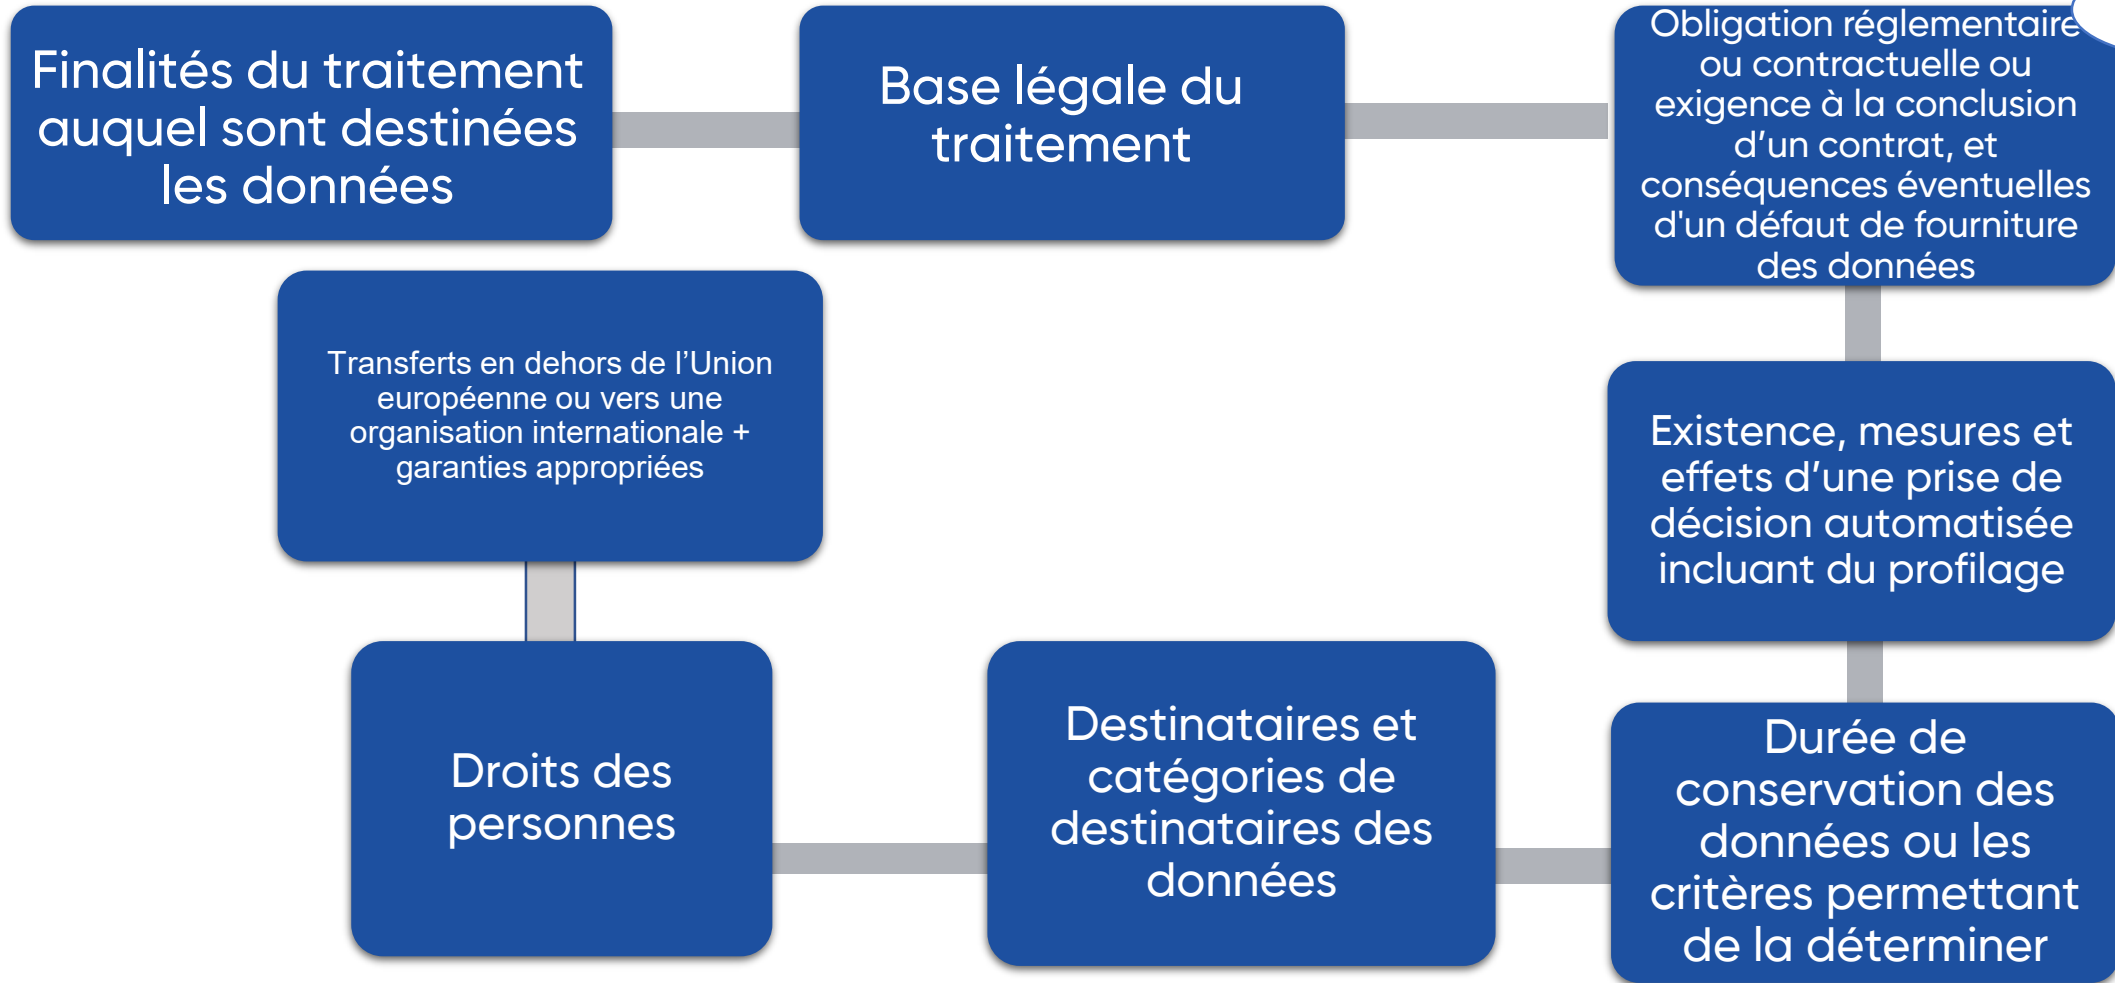 Finalités du traitement
auquel sont destinées
les données
Base légale du
traitement
Obligation réglementaire
ou contractuelle ou
exigence à la conclusion
d’un contrat, et
conséquences éventuelles
d'un défaut de fourniture
des données
Existence, mesures et
effets d’une prise de
décision automatisée
incluant du profilage
Durée de
conservation des
données ou les
critères permettant
de la déterminer
Destinataires et
catégories de
destinataires des
données
Droits des
personnes
Transferts en dehors de l’Union
européenne ou vers une
organisation internationale +
garanties appropriées